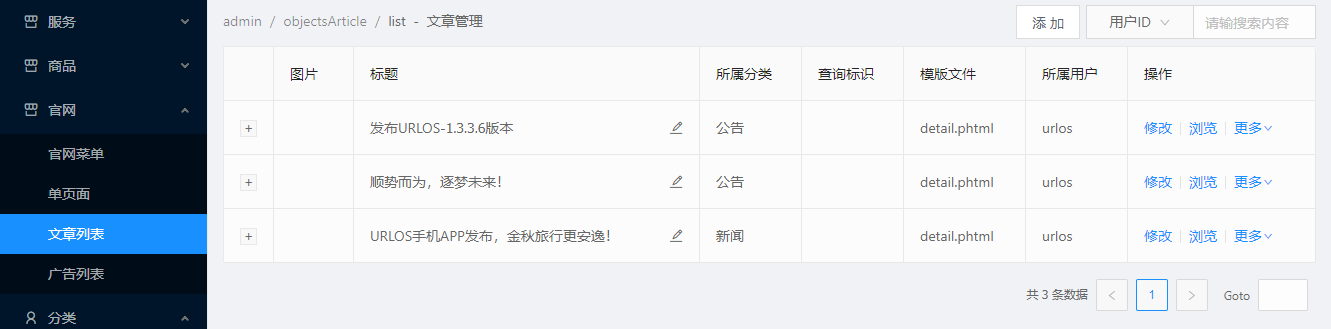 服务
商品
官网
官网菜单
单页面
文章列表
广告列表
分类
admin / objectsArticle / list - 文章管理
添 加 用户ID 请输搜索内容
图片 标题 所属分类 查询标识 模版文件 所属用户 操作
+ 发布URLOS-1.3.3.6版本 公告 detail.phtml urlos 修改 浏览 更多
+ 顺势而为，逐梦未来！ 公告 detail.phtml urlos 修改 浏览 更多
+ URLOS手机APP发布，金秋旅行更安逸！ 新闻 detail.phtml urlos 修改 浏览 更多
共 3 条数据 < 1 > Goto